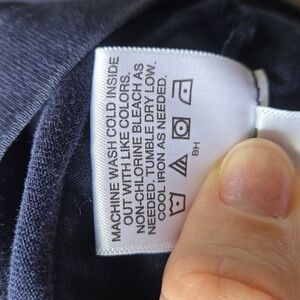 MACHINE WASH COLD INSIDE
OUT WITH LIKE COLORS.
NON-CHLORINE BLEACH AS
NEEDED. TUMBLE DRY LOW.
COOL IRON AS NEEDED.
BH